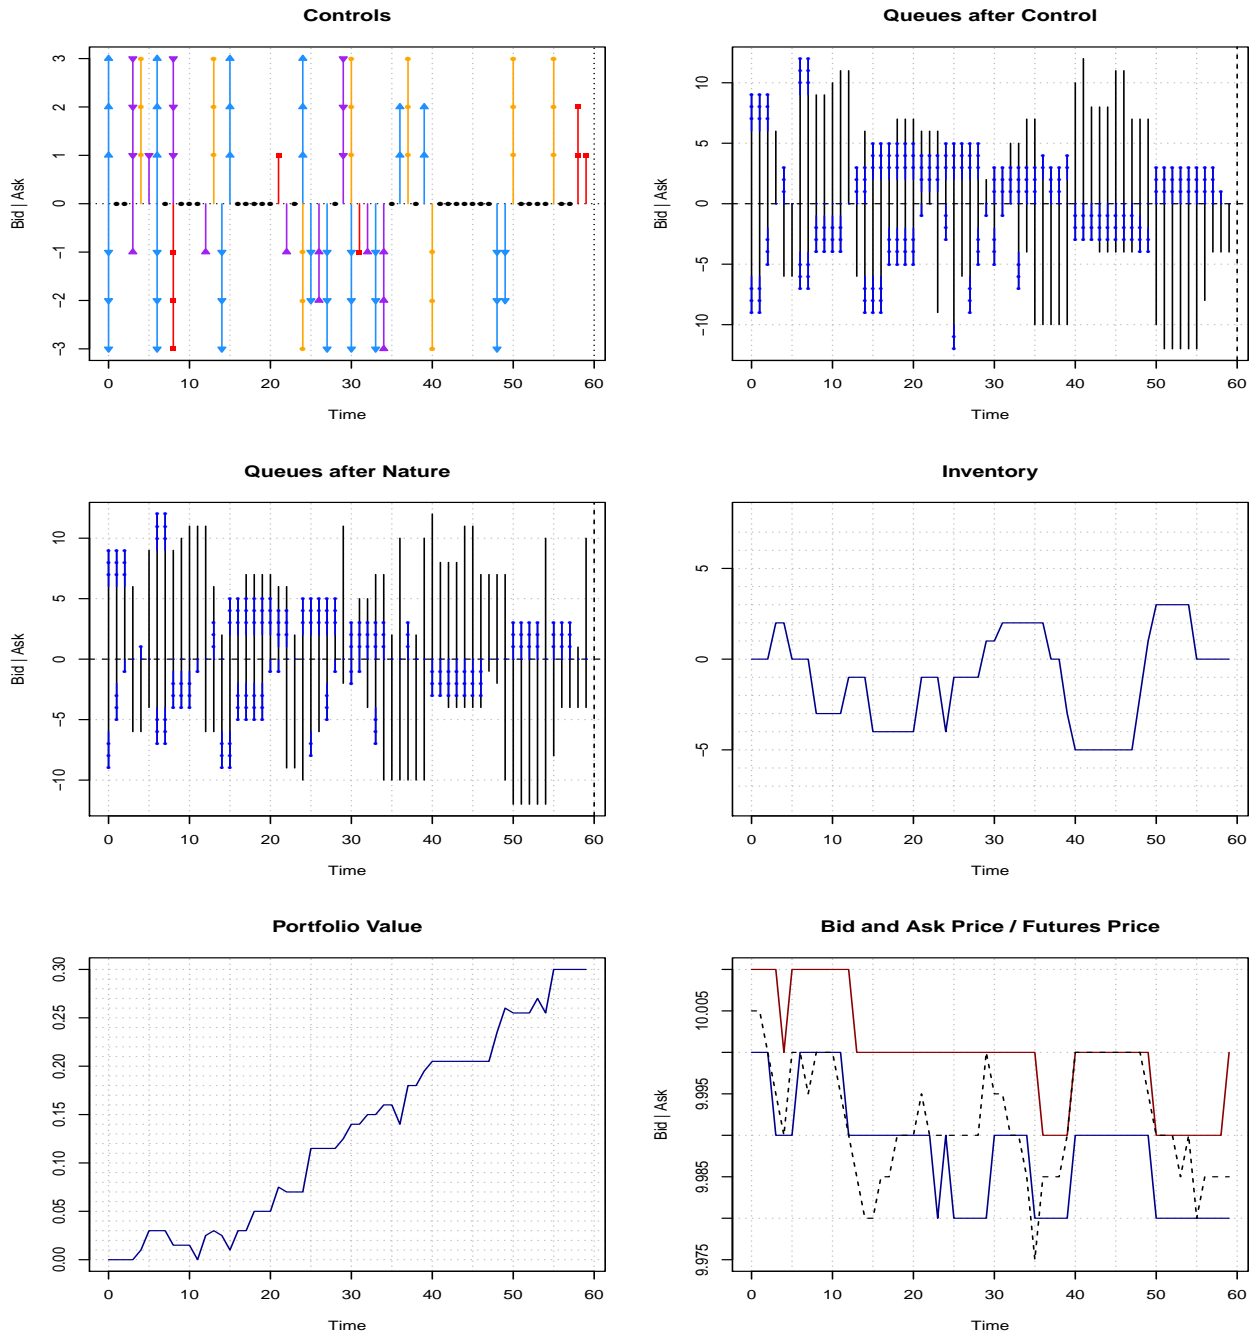 Controls
Bid | Ask
3
2
1
0
−1
−2
−3
0 10 20 30 40 50 60
Time
Queues after Control
Bid | Ask
10
5
0
−5
−10
0 10 20 30 40 50 60
Time
Queues after Nature
Bid | Ask
10
5
0
−5
−10
0 10 20 30 40 50 60
Time
Inventory
5
0
−5
0 10 20 30 40 50 60
Time
Portfolio Value
0.30
0.25
0.20
0.15
0.10
0.05
0.00
0 10 20 30 40 50 60
Time
Bid and Ask Price / Futures Price
Bid | Ask
10.005
9.995
9.985
9.975
0 10 20 30 40 50 60
Time